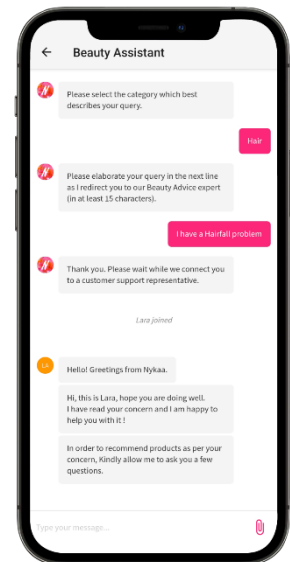 Beauty Assistant
Please select the category which best
describes your query.
Hair
Please elaborate your query in the next line
as I redirect you to our Beauty Advice expert
(in at least 15 characters).
I have a Hairfall problem
Thank you. Please wait while we connect you
to a customer support representative.
Lara joined
LA
Hello! Greetings from Nykaa.
Hi, this is Lara, hope you are doing well.
I have read your concern and I am happy to
help you with it !
In order to recommend products as per your
concern, Kindly allow me to ask you a few
questions.
Type your message...